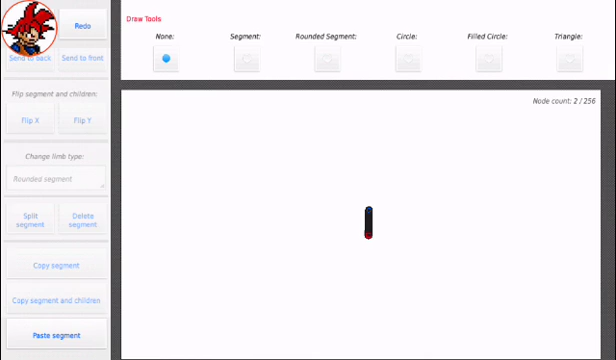 Redo
Send to back
Send to front
Flip segment and children:
Flip X
Flip Y
Change limb type:
Rounded segment
Split segment
Delete segment
Copy segment
Copy segment and children
Paste segment
Draw Tools
None:
Segment:
Rounded Segment:
Circle:
Filled Circle:
Triangle:
Node count: 2 / 256